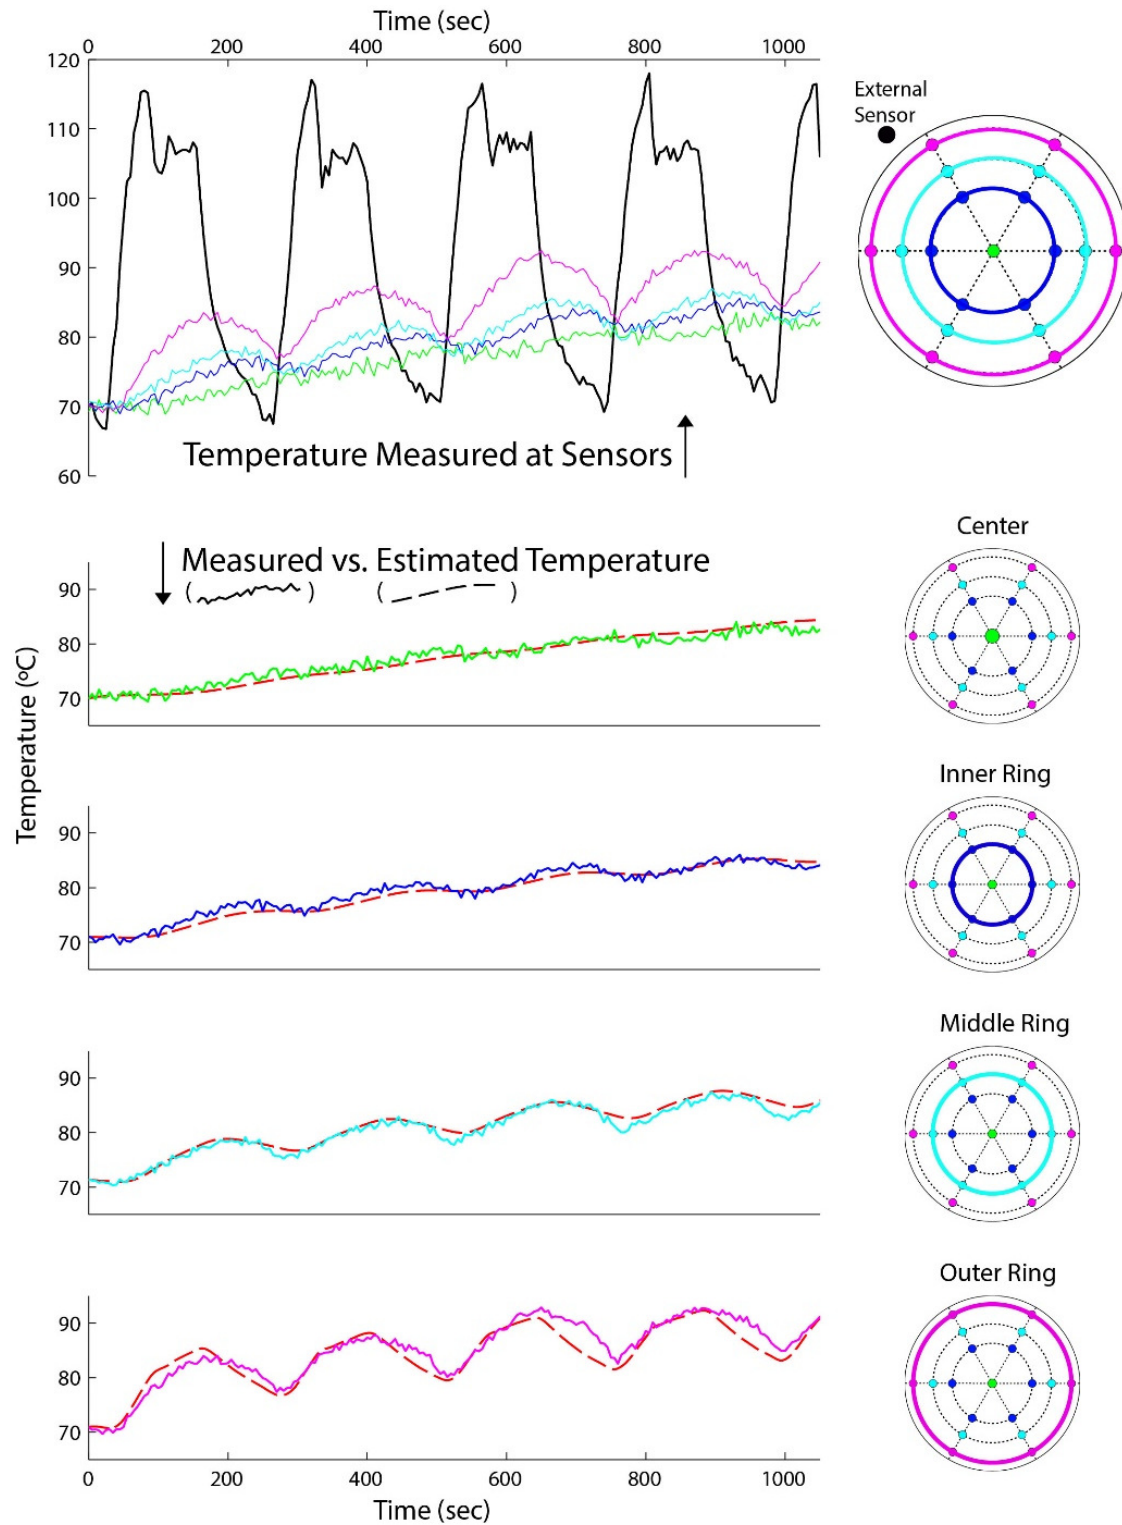 Time (sec)
0 200 400 600 800 1000
120
110
100
90
80
70
60
External
Sensor
Temperature Measured at Sensors
Center
Measured vs. Estimated Temperature
( ) ( )
90
80
70
Temperature (ºC)
Inner Ring
90
80
70
Middle Ring
90
80
70
Outer Ring
90
80
70
0 200 400 600 800 1000
Time (sec)